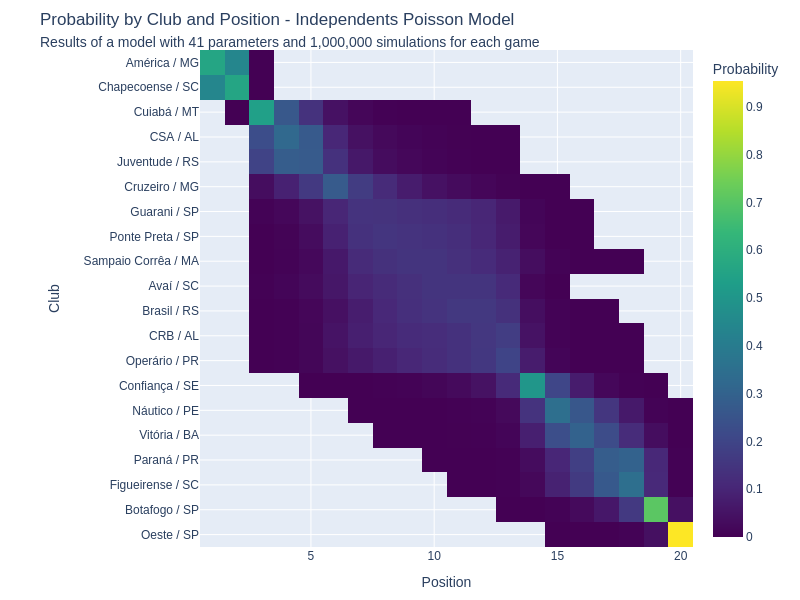 Probability by Club and Position - Independents Poisson Model
Results of a model with 41 parameters and 1,000,000 simulations for each game
América / MG
Chapecoense / SC
Cuiabá / MT
CSA / AL
Juventude / RS
Cruzeiro / MG
Guarani / SP
Ponte Preta / SP
Sampaio Corrêa / MA
Avaí / SC
Brasil / RS
CRB / AL
Operário / PR
Confiança / SE
Náutico / PE
Vitória / BA
Paraná / PR
Figueirense / SC
Botafogo / SP
Oeste / SP
Club
5
10
15
20
Position
Probability
0.9
0.8
0.7
0.6
0.5
0.4
0.3
0.2
0.1
0